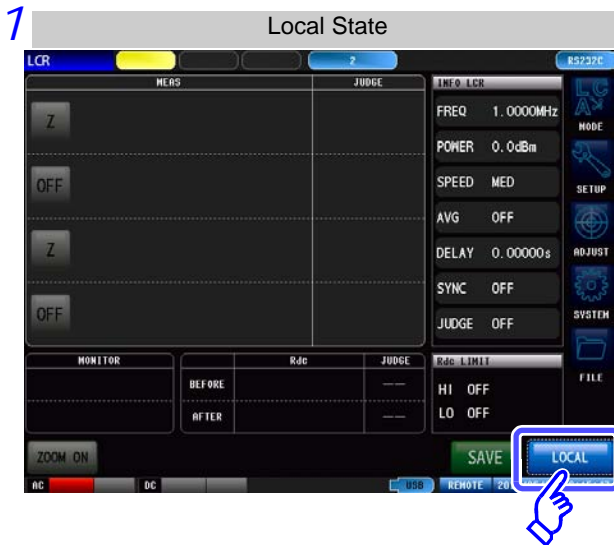 1
Local State
LCR
2
RS232C
MEAS
JUDGE
INFO LCR
Z
FREQ 1.0000MHz
MODE
POWER 0.0dBm
OFF
SPEED MED
SETUP
AVG OFF
Z
DELAY 0.00000s
ADJUST
SYNC OFF
OFF
JUDGE OFF
SYSTEM
MONITOR
Rdc
JUDGE
Rdc LIMIT
FILE
BEFORE ----
HI OFF
AFTER ----
LO OFF
ZOOM ON
SAVE
LOCAL
AC
DC
USB
REMOTE